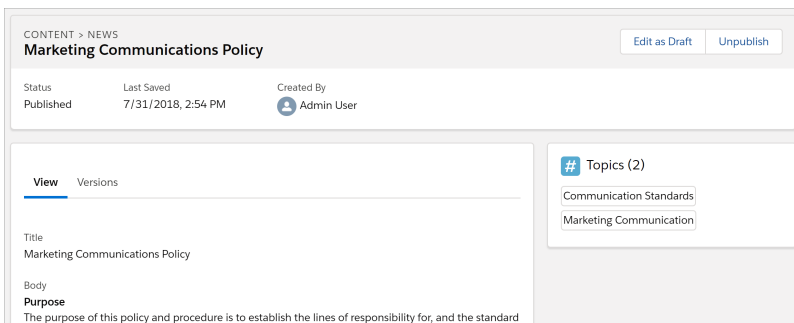 CONTENT > NEWS
Marketing Communications Policy
Edit as Draft
Unpublish
Status
Last Saved
Created By
Published
7/31/2018, 2:54 PM
Admin User
View
Versions
# Topics (2)
Communication Standards
Marketing Communication
Title
Marketing Communications Policy
Body
Purpose
The purpose of this policy and procedure is to establish the lines of responsibility for, and the standard